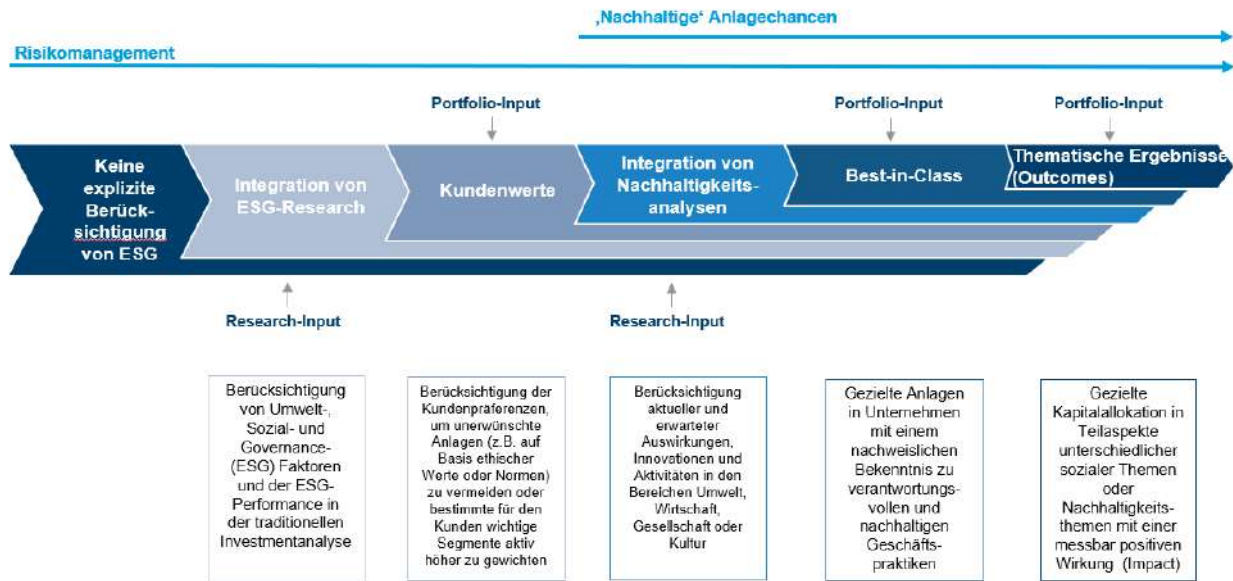 ‚Nachhaltige‘ Anlagechancen
Risikomanagement
Portfolio-Input
Portfolio-Input
Portfolio-Input
Keine
explizite
Berück-
sichtigung
von ESG
Integration von
ESG-Research
Kundenwerte
Integration von
Nachhaltigkeits-
analysen
Best-in-Class
Thematische Ergebnisse
(Outcomes)
Research-Input
Research-Input
Berücksichtigung
von Umwelt-,
Sozial- und
Governance-
(ESG) Faktoren
und der ESG-
Performance in
der traditionellen
Investmentanalyse
Berücksichtigung der
Kundenpräferenzen,
um unerwünschte
Anlagen (z.B. auf
Basis ethischer
Werte oder Normen)
zu vermeiden oder
bestimmte für den
Kunden wichtige
Segmente aktiv
höher zu gewichten
Berücksichtigung
aktueller und
erwarteter
Auswirkungen,
Innovationen und
Aktivitäten in den
Bereichen Umwelt,
Wirtschaft,
Gesellschaft oder
Kultur
Gezielte Anlagen
in Unternehmen
mit einem
nachweislichen
Bekenntnis zu
verantwortungs-
vollen und
nachhaltigen
Geschäfts-
praktiken
Gezielte
Kapitalallokation in
Teilaspekte
unterschiedlicher
sozialer Themen
oder
Nachhaltigkeits-
themen mit einer
messbar positiven
Wirkung (Impact)